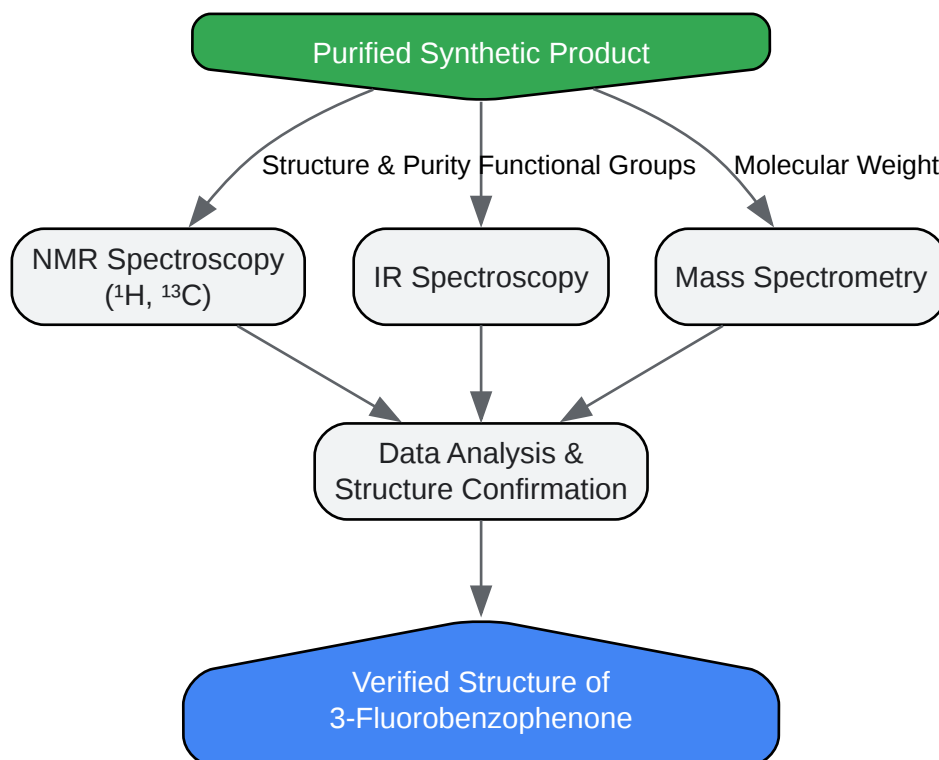 Purified Synthetic Product
Structure & Purity
Functional Groups
Molecular Weight
NMR Spectroscopy
(¹H, ¹³C)
IR Spectroscopy
Mass Spectrometry
Data Analysis &
Structure Confirmation
Verified Structure of
3-Fluorobenzophenone